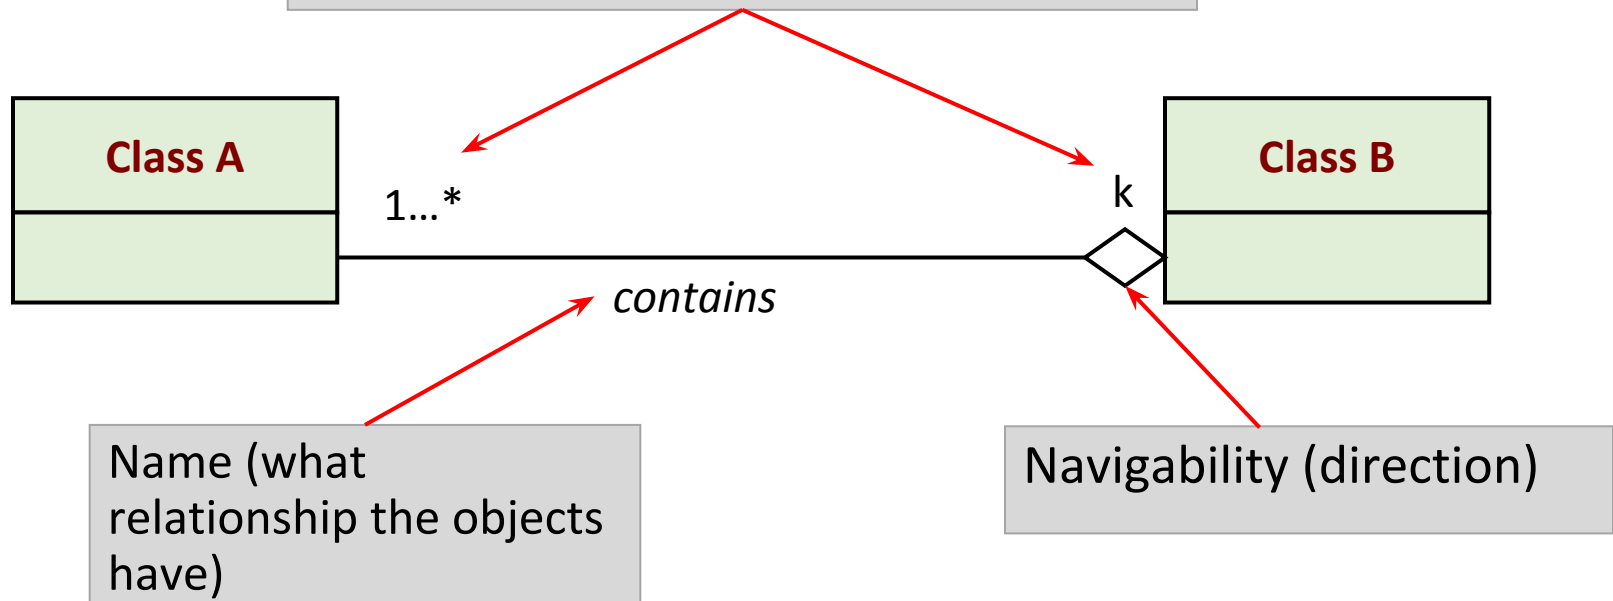 Class A
Class B
1...*
k
contains
Name (what
relationship the objects
have)
Navigability (direction)